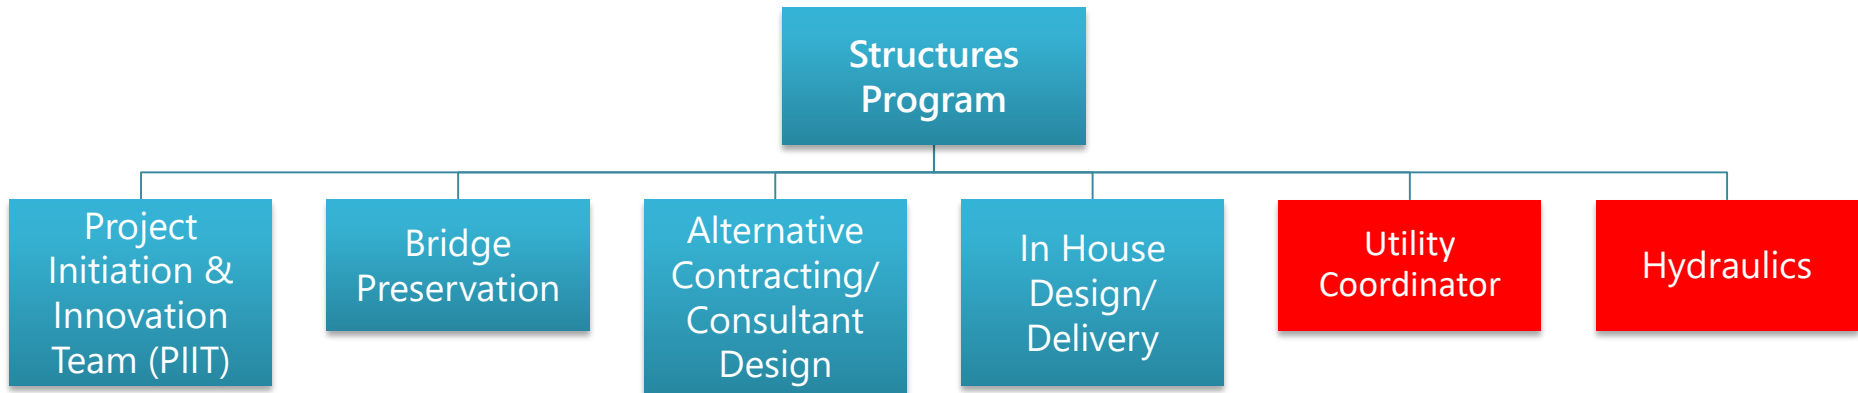 Structures
Program
Project
Initiation &
Innovation
Team (PIIT)
Bridge
Preservation
Alternative
Contracting/
Consultant
Design
In House
Design/
Delivery
Utility
Coordinator
Hydraulics